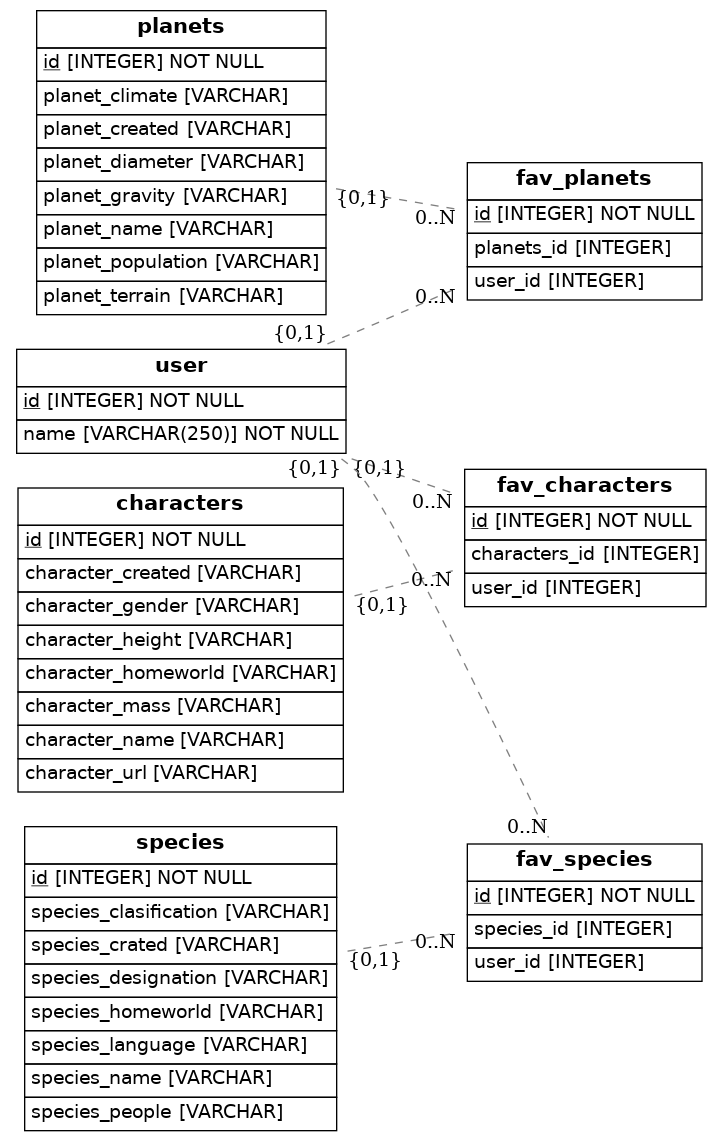 planets
id [INTEGER] NOT NULL
planet_climate [VARCHAR]
planet_created [VARCHAR]
planet_diameter [VARCHAR]
planet_gravity [VARCHAR]
planet_name [VARCHAR]
planet_population [VARCHAR]
planet_terrain [VARCHAR]
{0,1}
0..N
fav_planets
id [INTEGER] NOT NULL
planets_id [INTEGER]
user_id [INTEGER]
0..N
{0,1}
user
id [INTEGER] NOT NULL
name [VARCHAR(250)] NOT NULL
{0,1}
{0,1}
0..N
fav_characters
id [INTEGER] NOT NULL
characters_id [INTEGER]
user_id [INTEGER]
0..N
{0,1}
characters
id [INTEGER] NOT NULL
character_created [VARCHAR]
character_gender [VARCHAR]
character_height [VARCHAR]
character_homeworld [VARCHAR]
character_mass [VARCHAR]
character_name [VARCHAR]
character_url [VARCHAR]
0..N
fav_species
id [INTEGER] NOT NULL
species_id [INTEGER]
user_id [INTEGER]
0..N
{0,1}
species
id [INTEGER] NOT NULL
species_clasification [VARCHAR]
species_crated [VARCHAR]
species_designation [VARCHAR]
species_homeworld [VARCHAR]
species_language [VARCHAR]
species_name [VARCHAR]
species_people [VARCHAR]